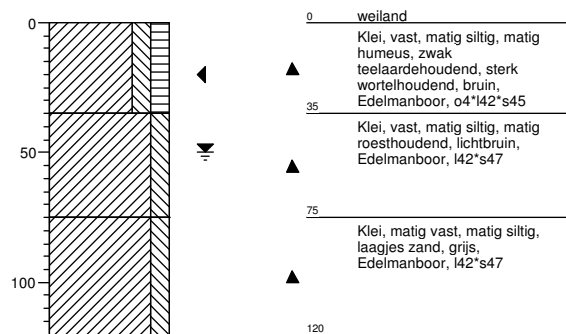 0
50
100
0 weiland
Klei, vast, matig siltig, matig
humeus, zwak
teelaardehoudend, sterk
wortelhoudend, bruin,
Edelmanboor, o4*l42*s45
35
Klei, vast, matig siltig, matig
roesthoudend, lichtbruin,
Edelmanboor, l42*s47
75
Klei, matig vast, matig siltig,
laagjes zand, grijs,
Edelmanboor, l42*s47
120